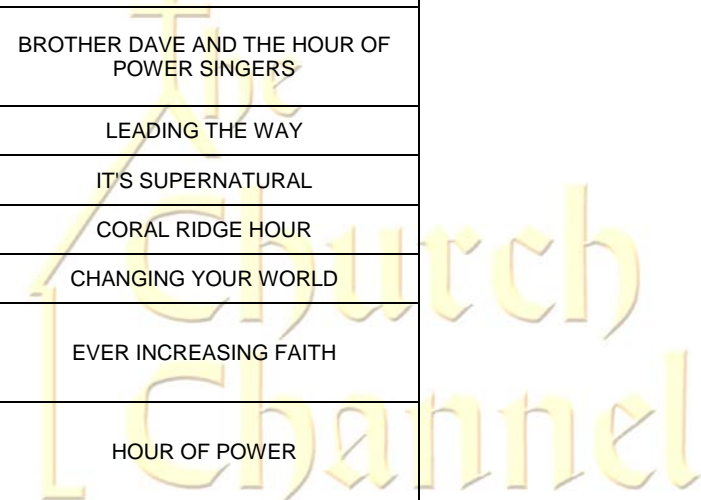 BROTHER DAVE AND THE HOUR OF
POWER SINGERS
LEADING THE WAY
IT'S SUPERNATURAL
CORAL RIDGE HOUR
CHANGING YOUR WORLD
EVER INCREASING FAITH
HOUR OF POWER
The
Church
Channel